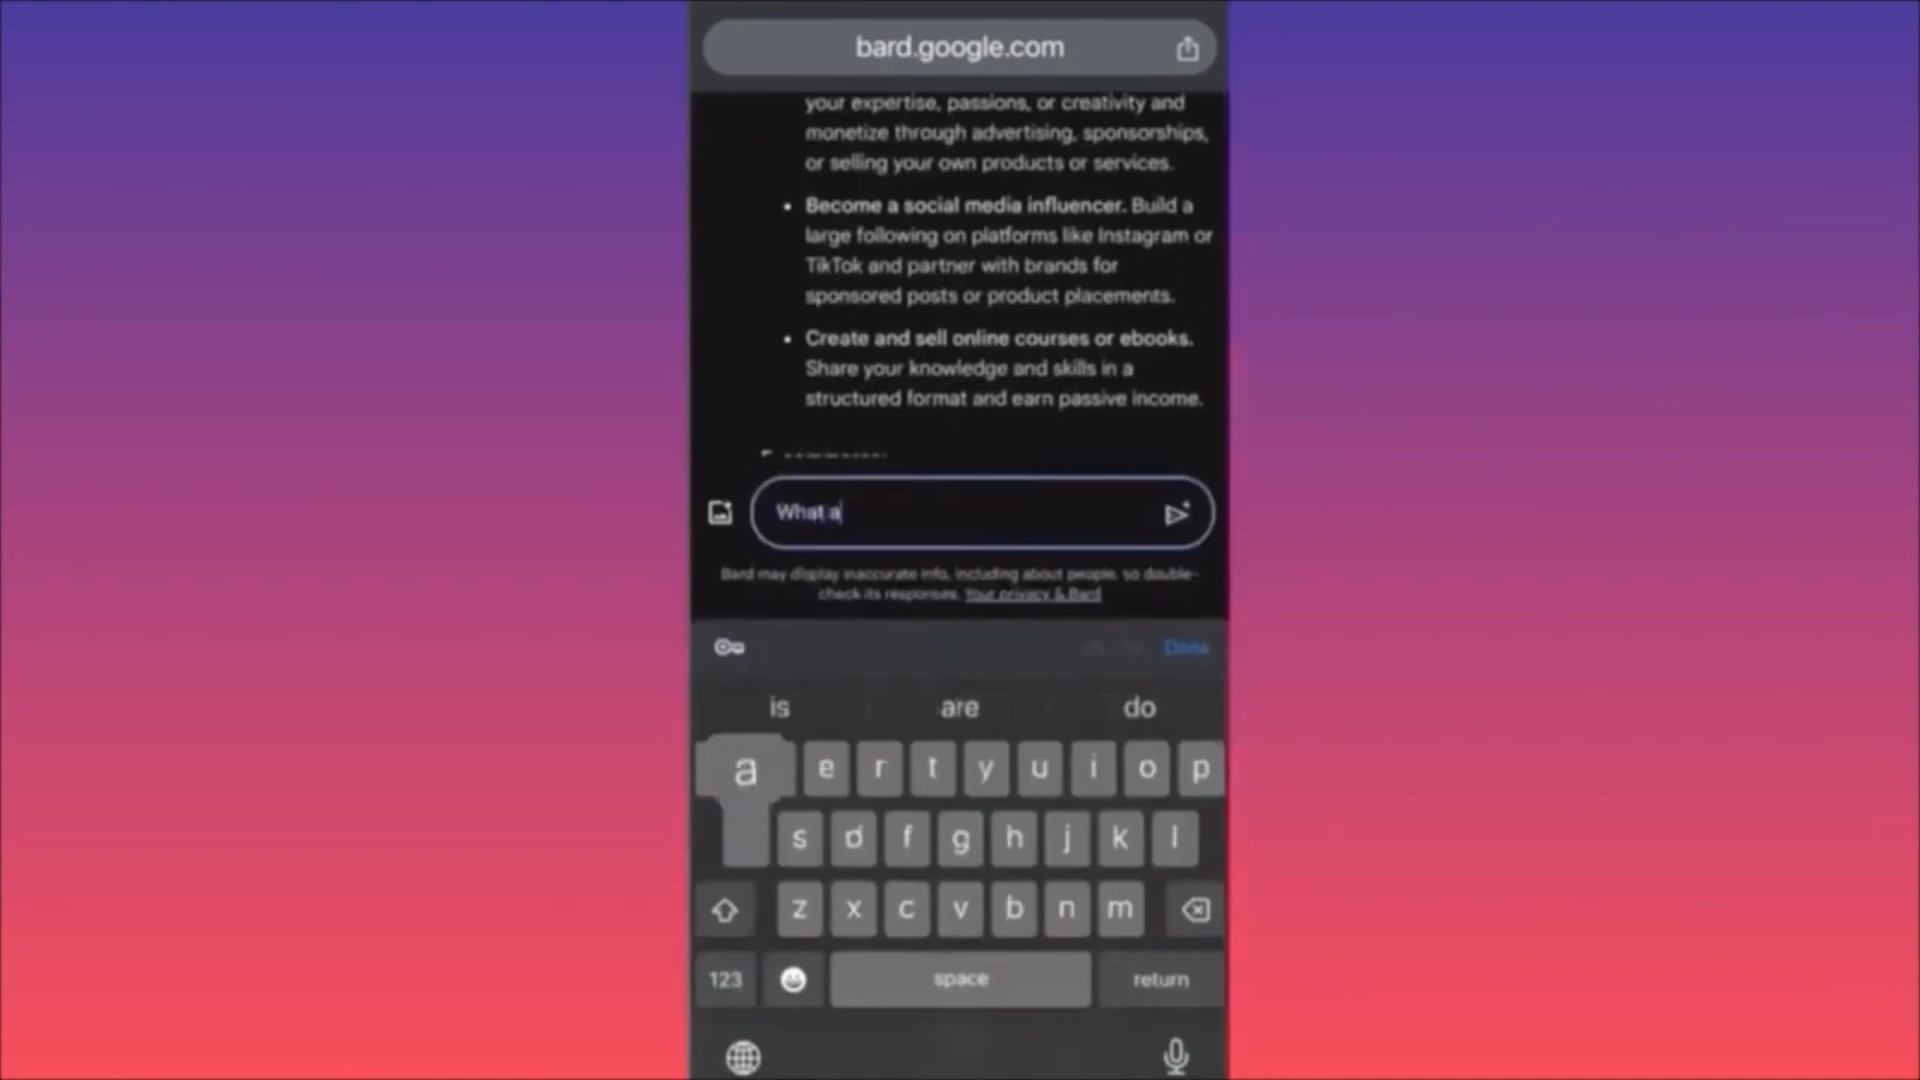 bard.google.com
your expertise, passions, or creativity and
monetize through advertising, sponsorships,
or selling your own products or services.
• Become a social media influencer. Build a
large following on platforms like Instagram or
TikTok and partner with brands for
sponsored posts or product placements.
• Create and sell online courses or ebooks.
Share your knowledge and skills in a
structured format and earn passive income.
What a
Bard may display inaccurate info, including about people, so double-
check its responses. Your privacy & Bard
Done
is are do
a e r t y u i o p
s d f g h j k l
z x c v b n m
123 space return